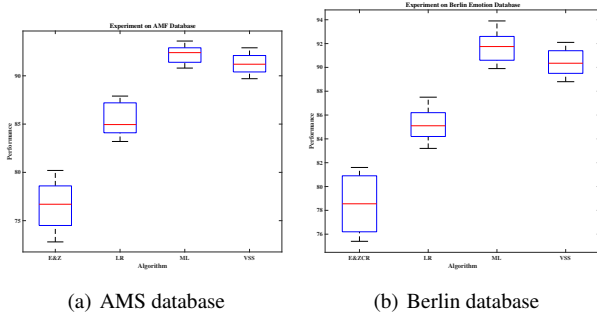 Experiment on AMF Database
Performance
90
85
80
75
E&Z
LR
ML
VSS
Algorithm
(a) AMS database
Experiment on Berlin Emotion Database
Performance
94
92
90
88
86
84
82
80
78
76
E&ZCR
LR
ML
VSS
Algorithm
(b) Berlin database